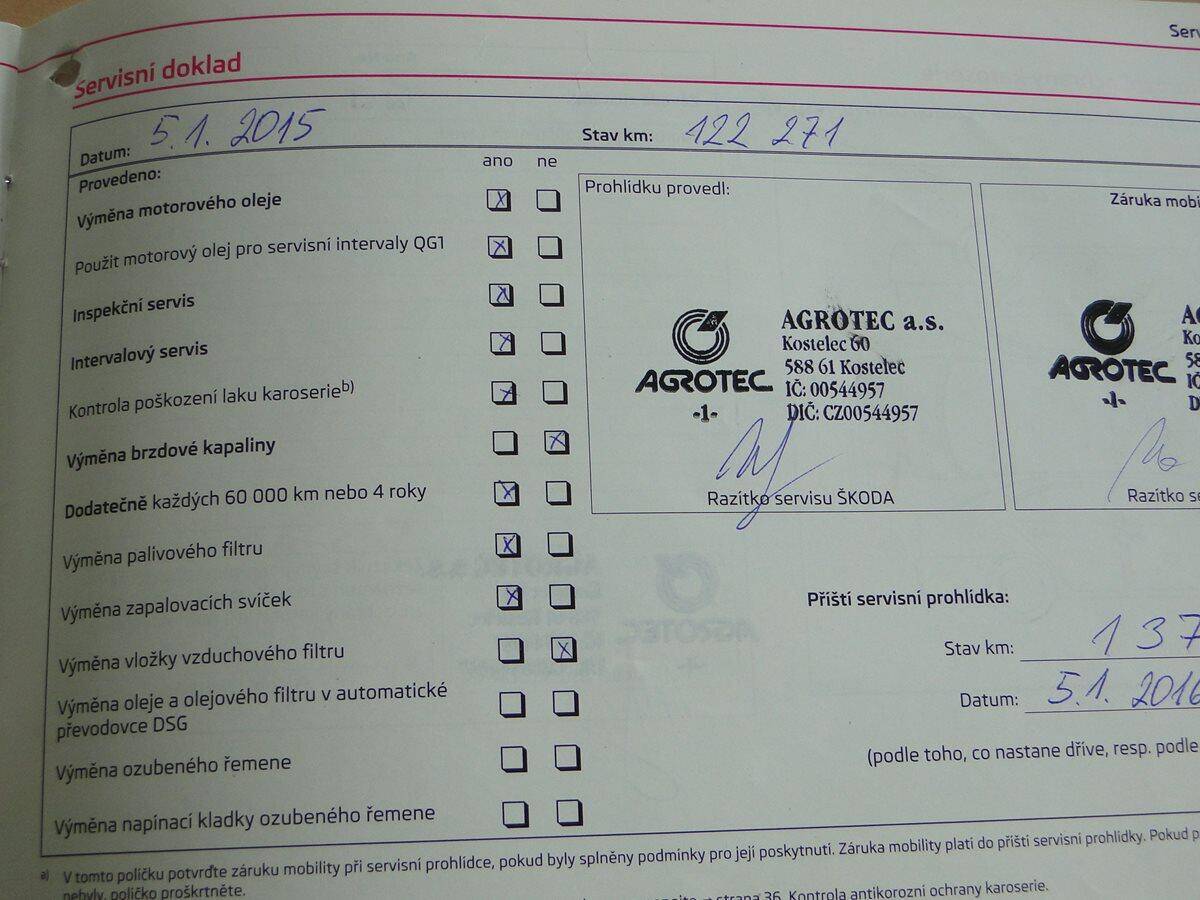 Servisní doklad
Datum: 5.1. 2015 Stav km: 122 271
Provedeno: ano ne
Výměna motorového oleje
Použit motorový olej pro servisní intervaly QG1
Inspekční servis
Intervalový servis
Kontrola poškození laku karoserieb)
Výměna brzdové kapaliny
Dodatečně každých 60 000 km nebo 4 roky
Výměna palivového filtru
Výměna zapalovacích svíček
Výměna vložky vzduchového filtru
Výměna oleje a olejového filtru v automatické
převodovce DSG
Výměna ozubeného řemene
Výměna napínací kladky ozubeného řemene
Prohlídku provedl:
AGROTEC
-1-
AGROTEC a.s.
Kostelec 60
588 61 Kostelec
IČ: 00544957
DIČ: CZ00544957
Razítko servisu ŠKODA
Záruka
AGROTEC
-1-
Razítko
Příští servisní prohlídka:
Stav km: 137
Datum: 5.1. 2016
(podle toho, co nastane dříve, resp. podle
a) V tomto políčku potvrďte záruku mobility při servisní prohlídce, pokud byly splněny podmínky pro její poskytnutí. Záruka mobility platí do příští servisní prohlídky. Pokud
nebyly, políčko proškrtněte.
strana 36, Kontrola antikorozní ochrany karoserie.